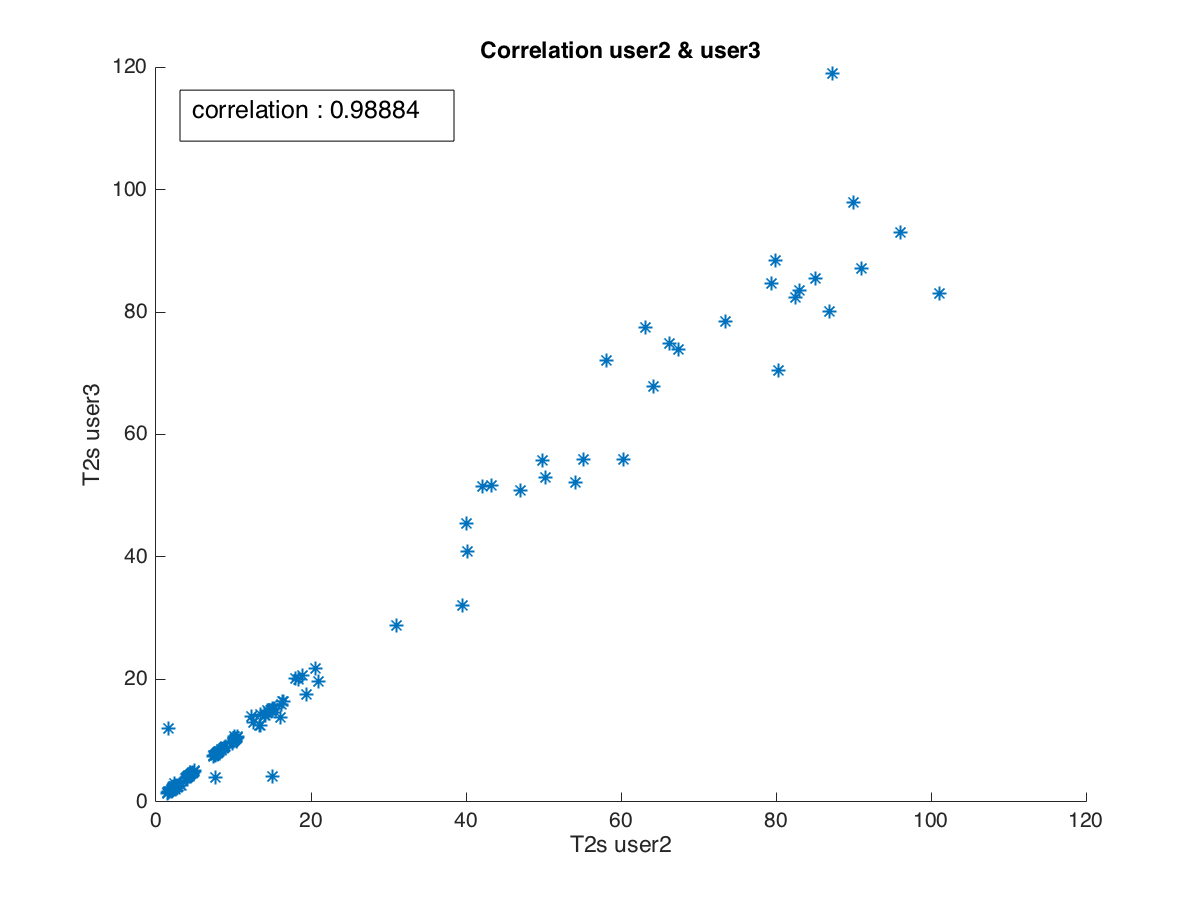 Correlation user2 & user3
correlation : 0.98884
120
100
80
60
40
20
0
T2s user3
0 20 40 60 80 100 120
T2s user2